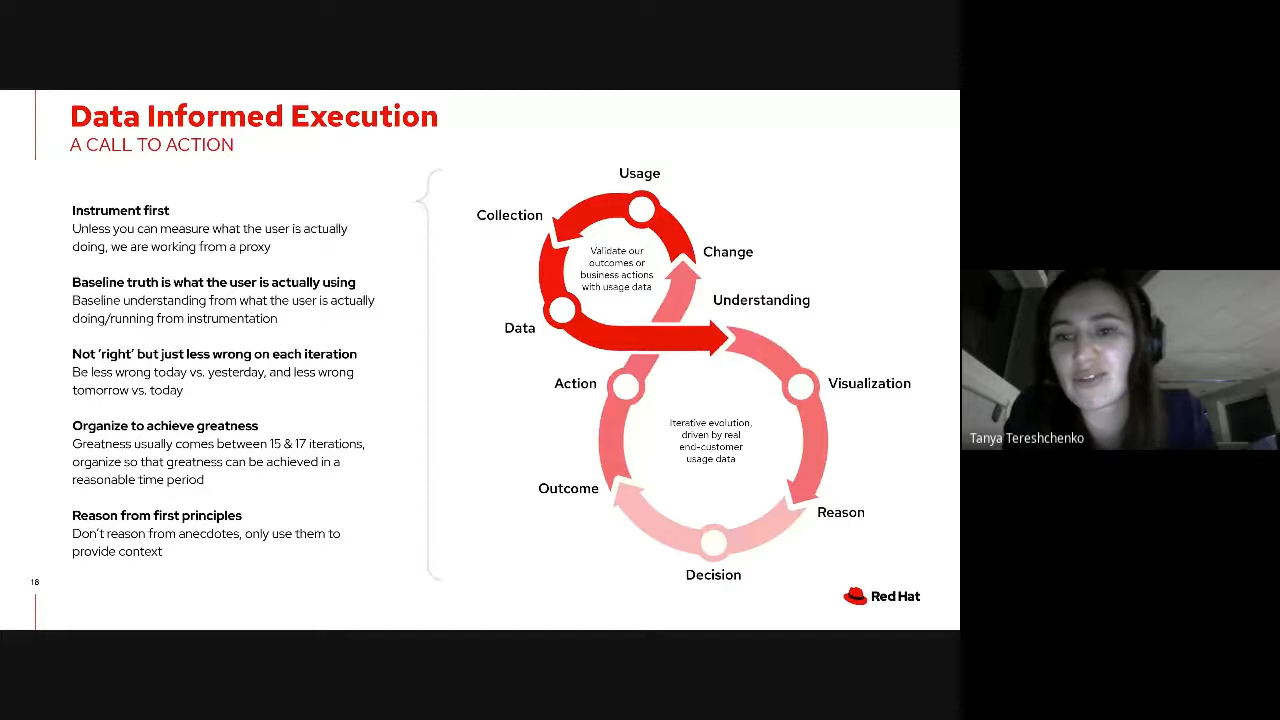 Data Informed Execution
A CALL TO ACTION
Instrument first
Unless you can measure what the user is actually
doing, we are working from a proxy
Baseline truth is what the user is actually using
Baseline understanding from what the user is actually
doing/running from instrumentation
Not ‘right’ but just less wrong on each iteration
Be less wrong today vs. yesterday, and less wrong
tomorrow vs. today
Organize to achieve greatness
Greatness usually comes between 15 & 17 iterations,
organize so that greatness can be achieved in a
reasonable time period
Reason from first principles
Don’t reason from anecdotes, only use them to
provide context
18
Usage
Collection
Change
Validate our
outcomes or
business actions
with usage data
Understanding
Data
Action
Visualization
Iterative evolution,
driven by real
end-customer
usage data
Outcome
Reason
Decision
Red Hat
Tanya Tereshchenko